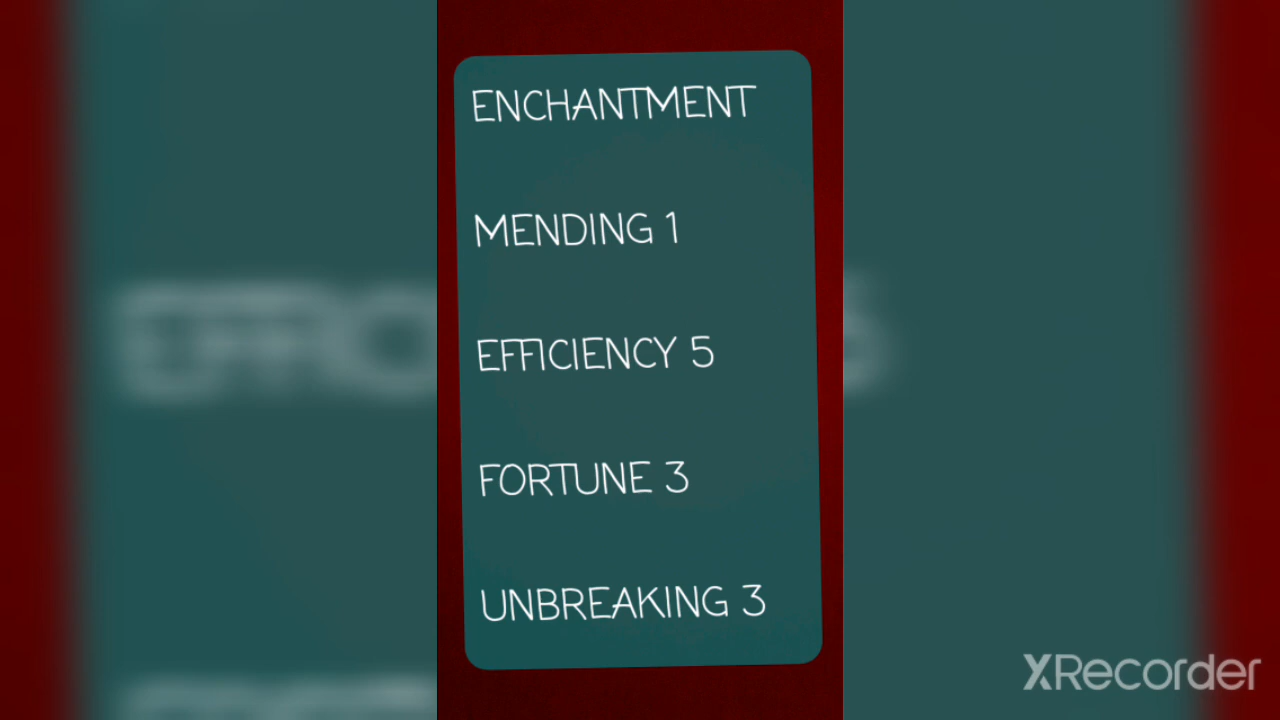 ENCHANTMENT
MENDING 1
EFFICIENCY 5
FORTUNE 3
UNBREAKING 3
XRecorder